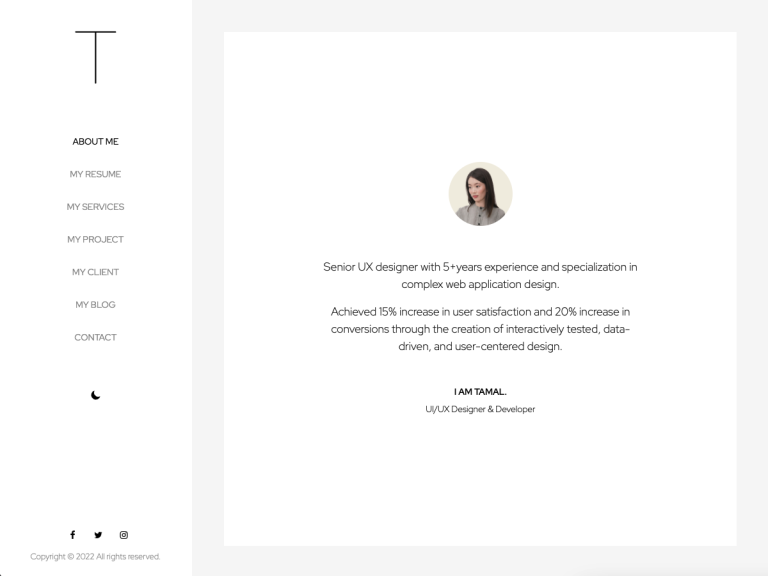 T
ABOUT ME
MY RESUME
MY SERVICES
MY PROJECT
MY CLIENT
MY BLOG
CONTACT
Copyright © 2022 All rights reserved.
Senior UX designer with 5+years experience and specialization in
complex web application design.
Achieved 15% increase in user satisfaction and 20% increase in
conversions through the creation of interactively tested, data-
driven, and user-centered design.
I AM TAMAL.
UI/UX Designer & Developer